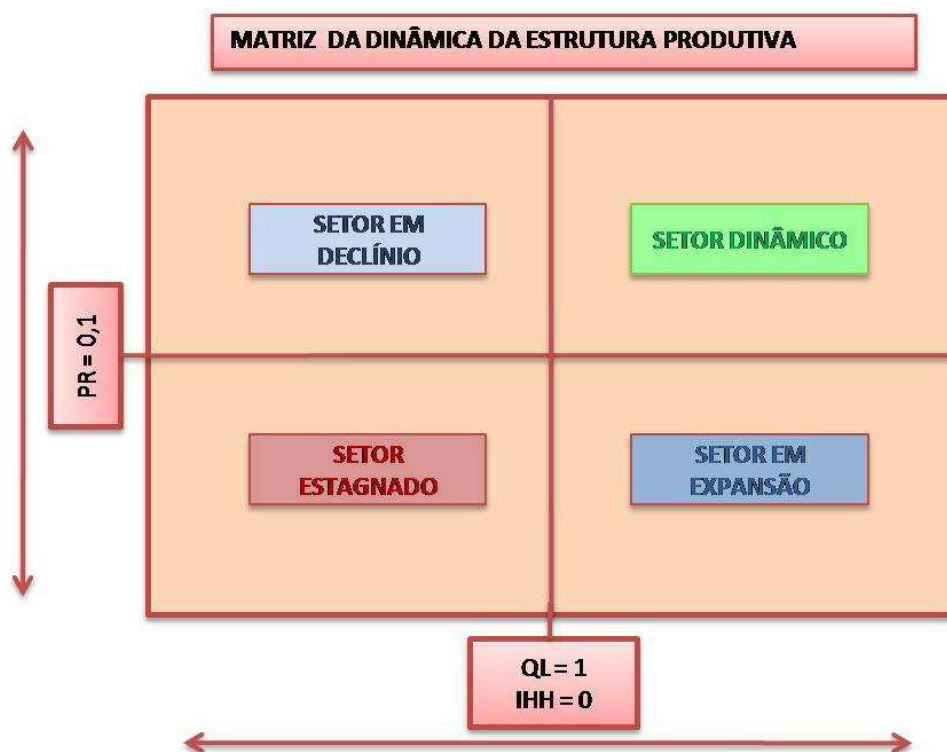 MATRIZ DA DINÂMICA DA ESTRUTURA PRODUTIVA
SETOR EM
DECLÍNIO
SETOR DINÂMICO
PR = 0,1
SETOR
ESTAGNADO
SETOR EM
EXPANSÃO
QL = 1
IHH = 0